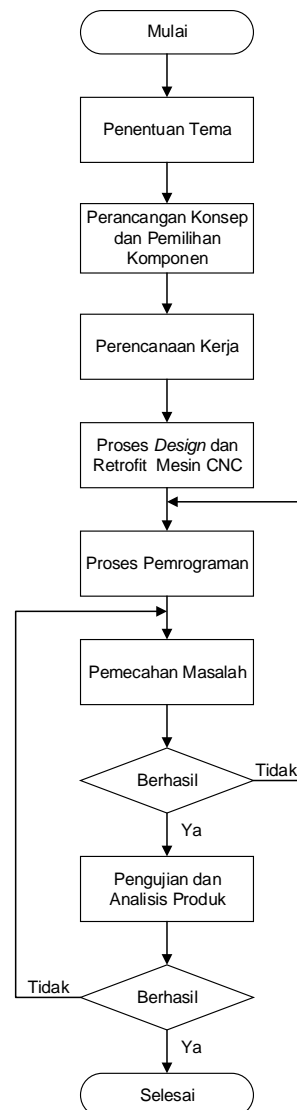 Mulai
Penentuan Tema
Perancangan Konsep
dan Pemilihan
Komponen
Perencanaan Kerja
Proses Design dan
Retrofit Mesin CNC
Proses Pemrograman
Pemecahan Masalah
Berhasil
Tidak
Ya
Pengujian dan
Analisis Produk
Tidak
Berhasil
Ya
Selesai